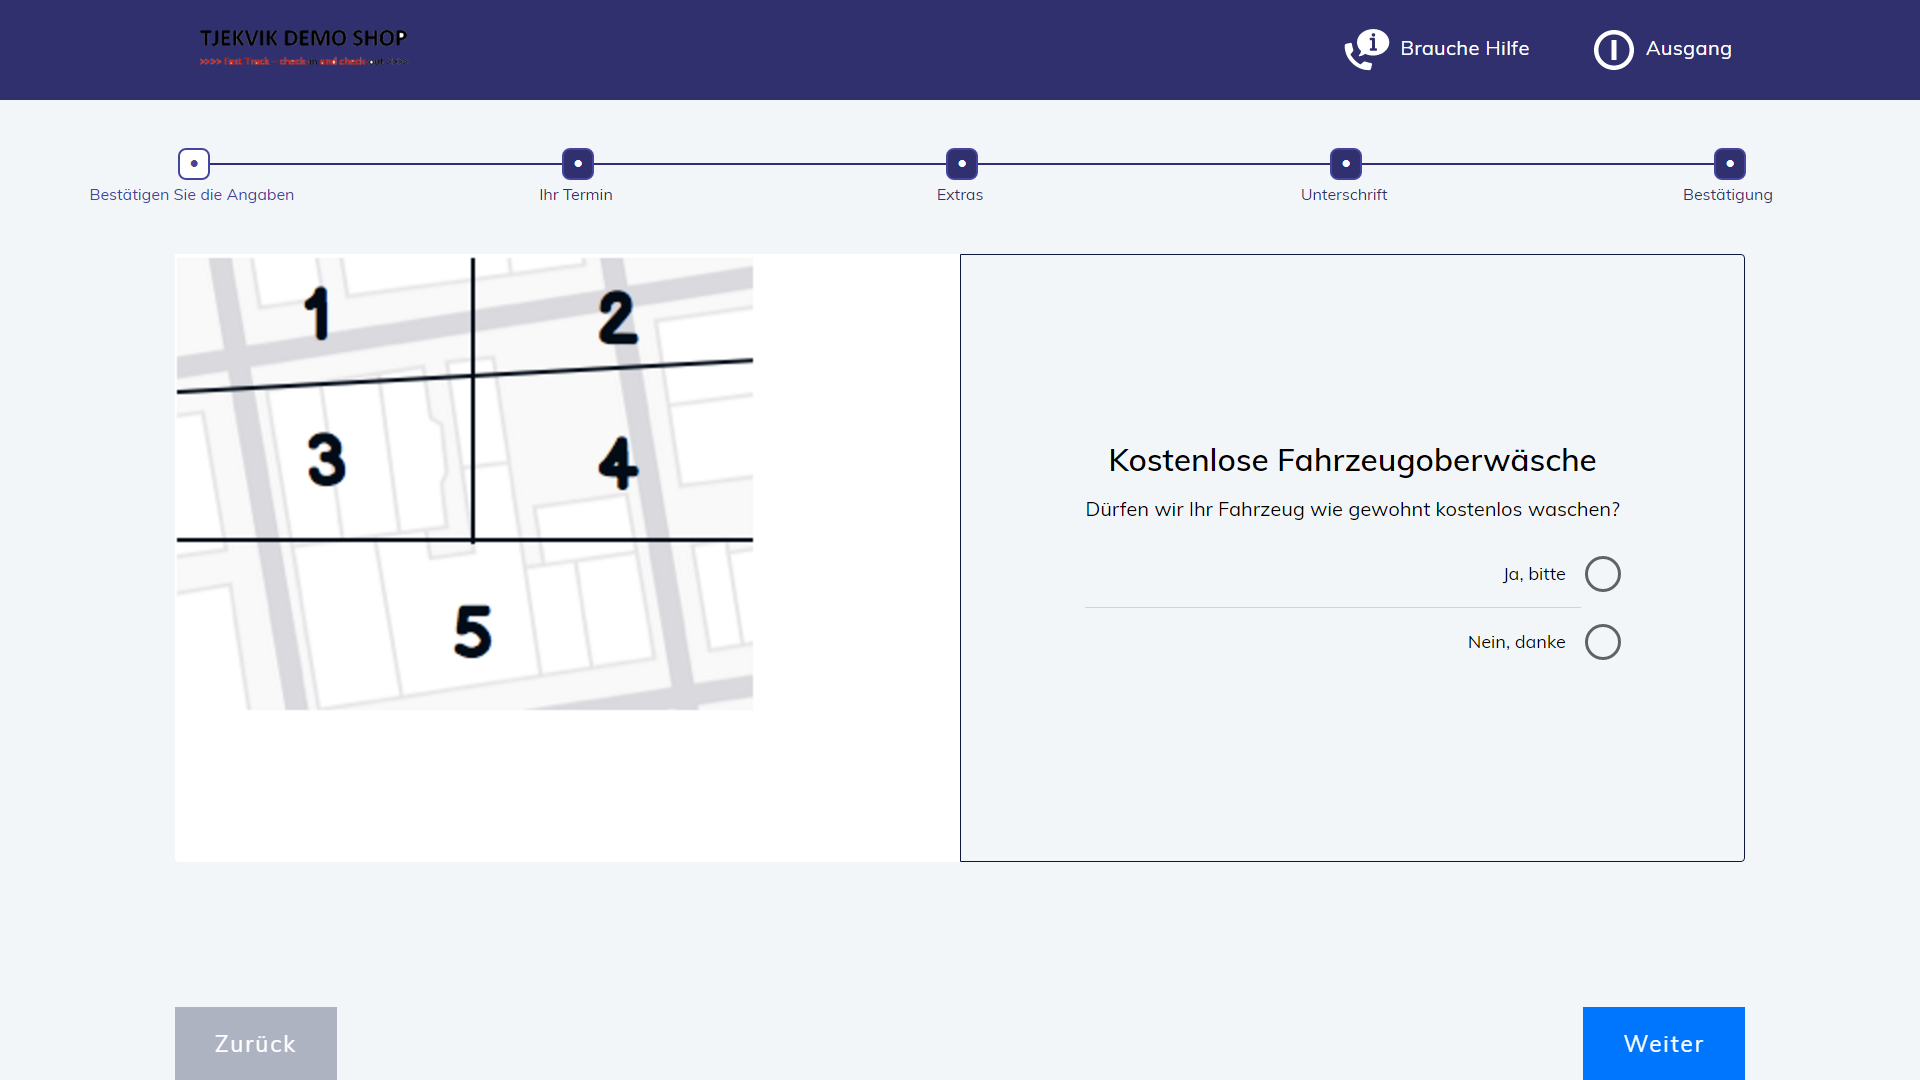 TJEKVIK DEMO SHOP
>>>> Fast Track - check in and check out >>>>
Brauche Hilfe
Ausgang
Bestätigen Sie die Angaben
Ihr Termin
Extras
Unterschrift
Bestätigung
1
2
3
4
5
Kostenlose Fahrzeugoberwäsche
Dürfen wir Ihr Fahrzeug wie gewohnt kostenlos waschen?
Ja, bitte
Nein, danke
Zurück
Weiter